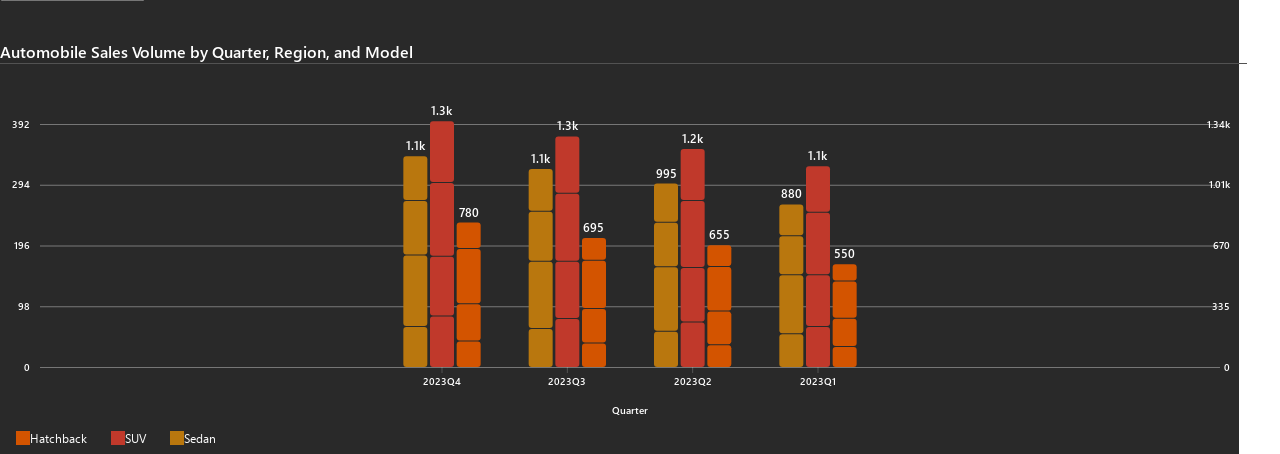 Automobile Sales Volume by Quarter, Region, and Model
1.3k
1.3k
392
1.34k
1.1k
1.2k
1.1k
1.1k
995
294
1.01k
880
780
695
655
196
670
550
98
335
0
0
2023Q4
2023Q3
2023Q2
2023Q1
Quarter
Hatchback
SUV
Sedan